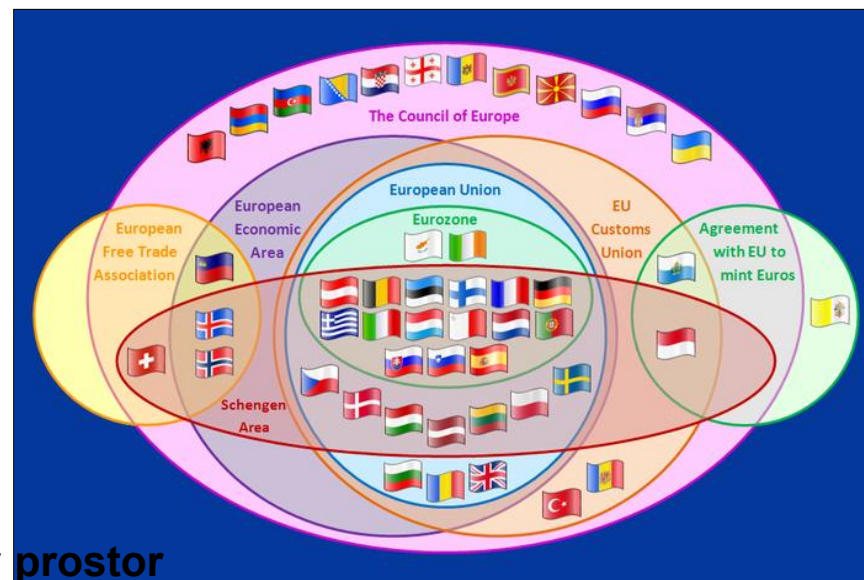 The Council of Europe
European Union
Eurozone
European
Economic
Area
EU
Customs
Union
European
Free Trade
Association
Agreement
with EU to
mint Euros
Schengen
Area
prostor